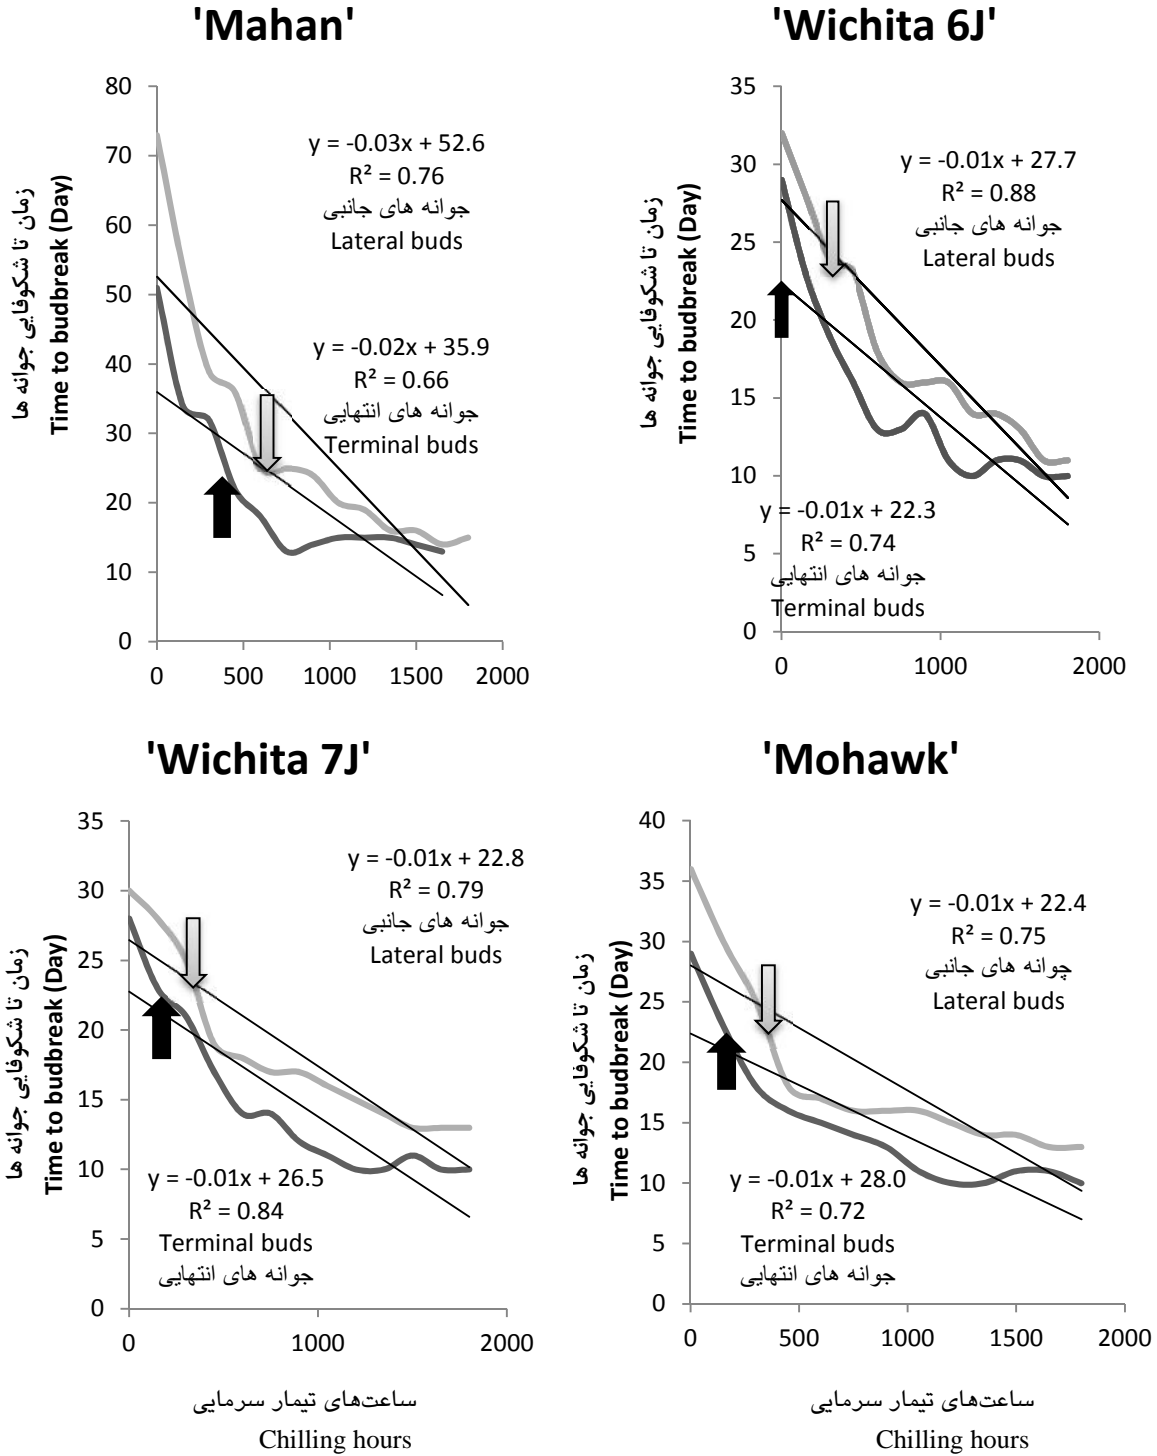 'Mahan'
80
70
60
50
40
30
20
10
0
0 500 1000 1500 2000
زمان تا شکوفایی جوانه ها
Time to budbreak (Day)
y = -0.03x + 52.6
R² = 0.76
جوانه های جانبی
Lateral buds
y = -0.02x + 35.9
R² = 0.66
جوانه های انتهایی
Terminal buds
'Wichita 6J'
35
30
25
20
15
10
5
0
0 1000 2000
زمان تا شکوفایی جوانه ها
Time to budbreak (Day)
y = -0.01x + 27.7
R² = 0.88
جوانه های جانبی
Lateral buds
y = -0.01x + 22.3
R² = 0.74
جوانه های انتهایی
Terminal buds
'Wichita 7J'
35
30
25
20
15
10
5
0
0 1000 2000
زمان تا شکوفایی جوانه ها
Time to budbreak (Day)
y = -0.01x + 22.8
R² = 0.79
جوانه های جانبی
Lateral buds
y = -0.01x + 26.5
R² = 0.84
Terminal buds
جوانه های انتهایی
ساعت‌های تیمار سرمایی
Chilling hours
'Mohawk'
40
35
30
25
20
15
10
5
0
0 500 1000 1500 2000
زمان تا شکوفایی جوانه ها
Time to budbreak (Day)
y = -0.01x + 22.4
R² = 0.75
چوانه های جانبی
Lateral buds
y = -0.01x + 28.0
R² = 0.72
Terminal buds
جوانه های انتهایی
ساعت‌های تیمار سرمایی
Chilling hours